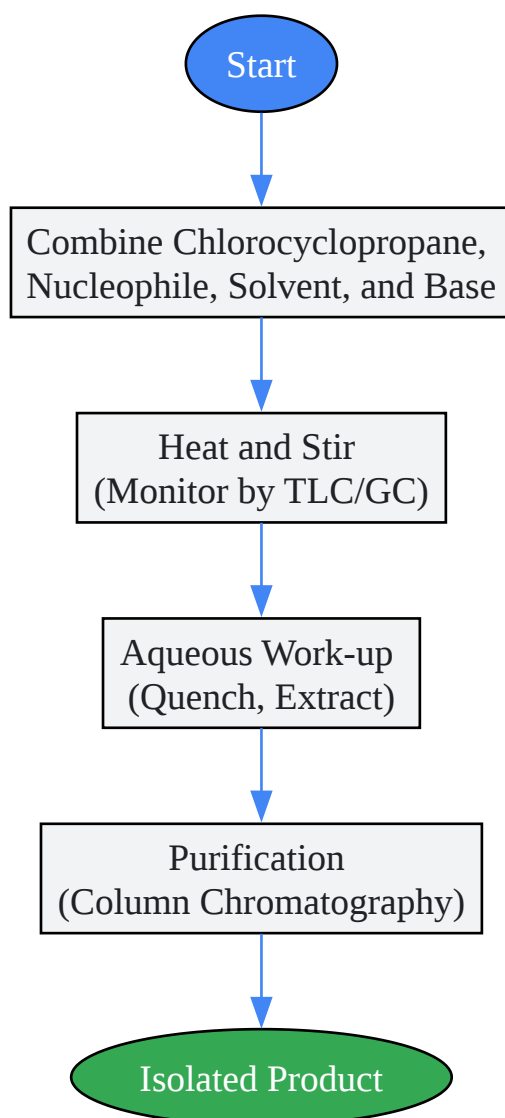 Start
Combine Chlorocyclopropane,
Nucleophile, Solvent, and Base
Heat and Stir
(Monitor by TLC/GC)
Aqueous Work-up
(Quench, Extract)
Purification
(Column Chromatography)
Isolated Product